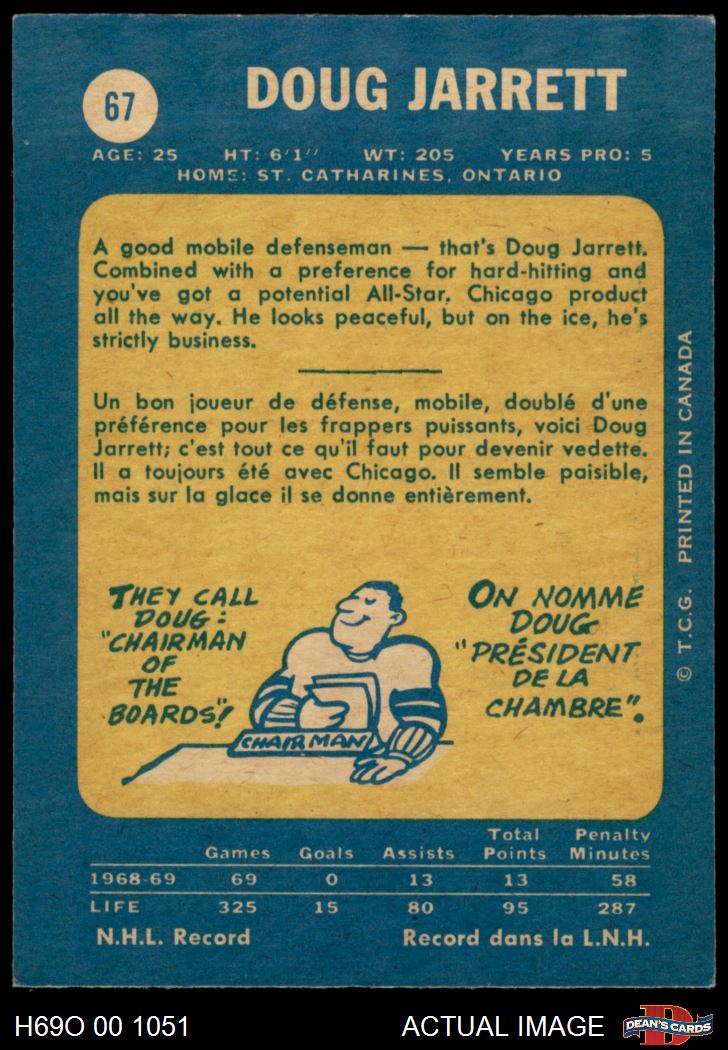 67
DOUG JARRETT
AGE: 25 HT: 6'1'' WT: 205 YEARS PRO: 5
HOME: ST. CATHARINES, ONTARIO
A good mobile defenseman — that's Doug Jarrett.
Combined with a preference for hard-hitting and
you've got a potential All-Star. Chicago product
all the way. He looks peaceful, but on the ice, he's
strictly business.
Un bon joueur de défense, mobile, doublé d'une
préférence pour les frappers puissants, voici Doug
Jarrett; c'est tout ce qu'il faut pour devenir vedette.
Il a toujours été avec Chicago. Il semble paisible,
mais sur la glace il se donne entièrement.
THEY CALL
DOUG:
"CHAIRMAN
OF
THE
BOARDS"!
CHAIRMAN
ON NOMME
DOUG
"PRÉSIDENT
DE LA
CHAMBRE".
© T.C.G. PRINTED IN CANADA
Games Goals Assists Total Points Penalty Minutes
1968-69 69 0 13 13 58
LIFE 325 15 80 95 287
N.H.L. Record Record dans la L.N.H.
H69O 00 1051 ACTUAL IMAGE
D
DEAN'S CARDS